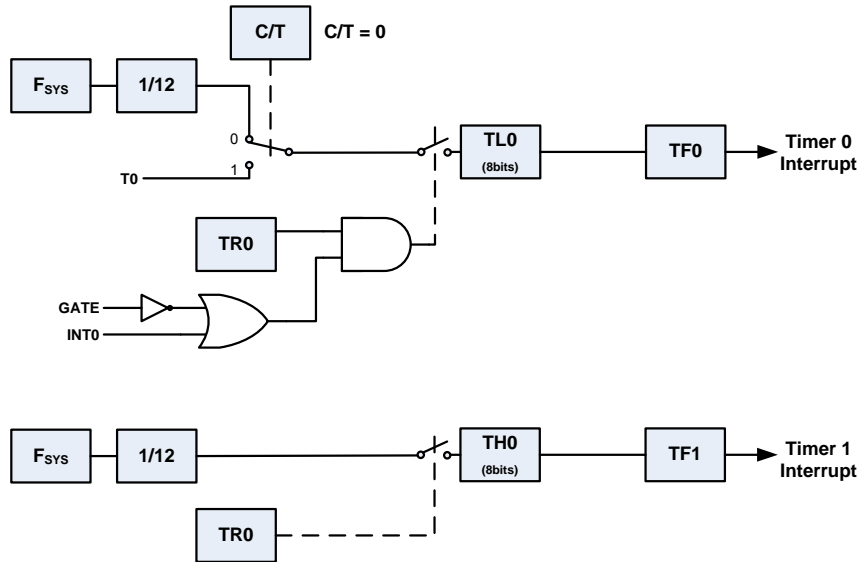 C/T C/T = 0
FSYS 1/12
0
TL0
(8bits)
TF0
Timer 0
Interrupt
1
T0
TR0
GATE
INT0
FSYS 1/12
TH0
(8bits)
TF1
Timer 1
Interrupt
TR0